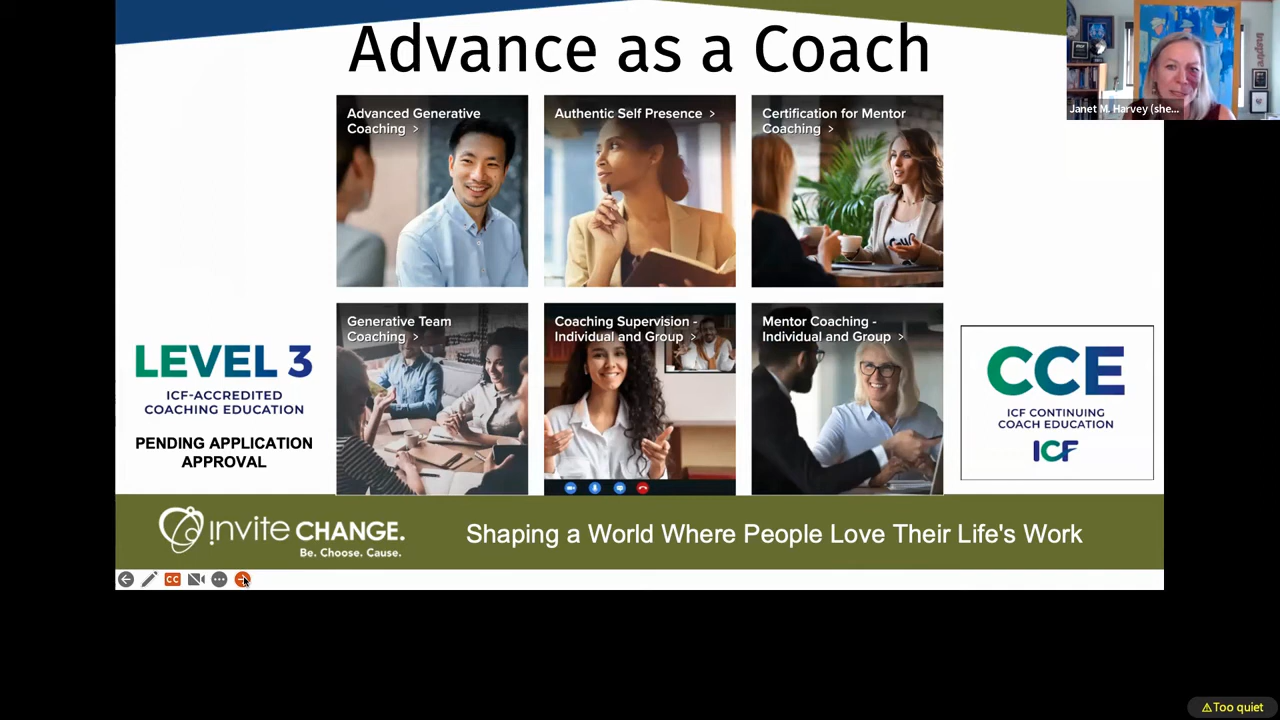 Advance as a Coach
Janet M. Harvey (she...
Advanced Generative
Coaching >
Authentic Self Presence >
Certification for Mentor
Coaching >
Generative Team
Coaching >
Coaching Supervision -
Individual and Group >
Mentor Coaching -
Individual and Group >
LEVEL 3
ICF-ACCREDITED
COACHING EDUCATION
PENDING APPLICATION
APPROVAL
CCE
ICF CONTINUING
COACH EDUCATION
ICF
invite CHANGE.
Be. Choose. Cause.
Shaping a World Where People Love Their Life's Work
CC
Too quiet